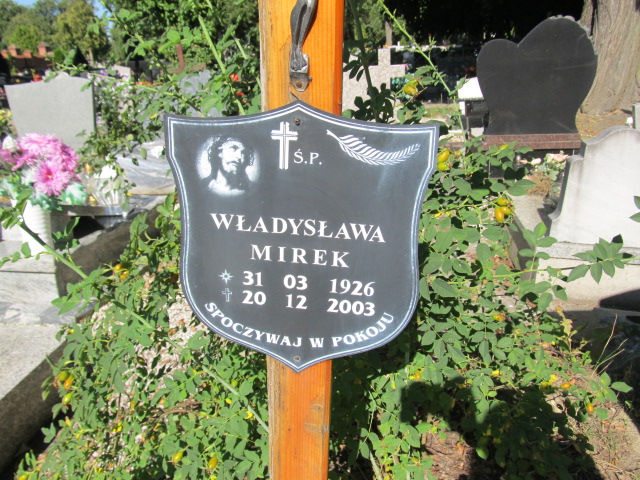 Ś.P.
WŁADYSŁAWA
MIREK
31 03 1926
20 12 2003
SPOCZYWAJ W POKOJU